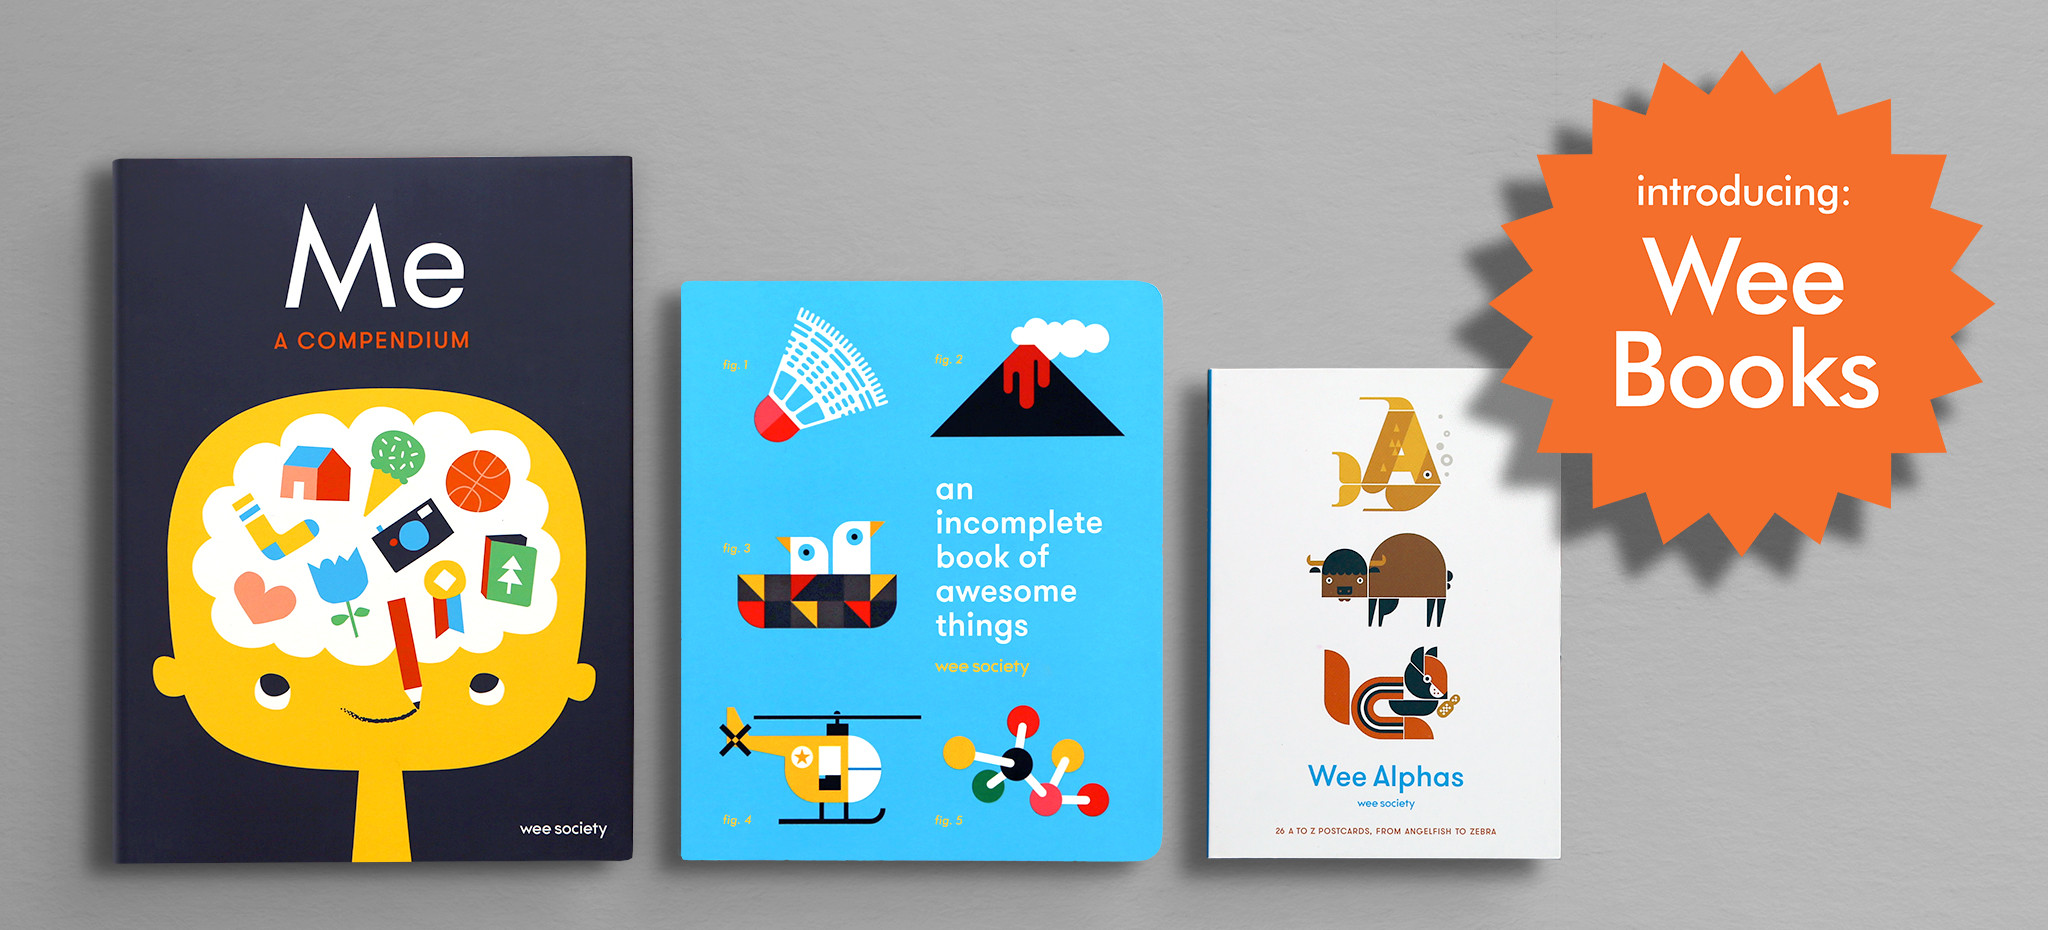 Me
A COMPENDIUM
wee society
fig. 1
fig. 2
fig. 3
an
incomplete
book of
awesome
things
wee society
fig. 4
fig. 5
A
Wee Alphas
wee society
26 A TO Z POSTCARDS, FROM ANGELFISH TO ZEBRA
introducing:
Wee
Books